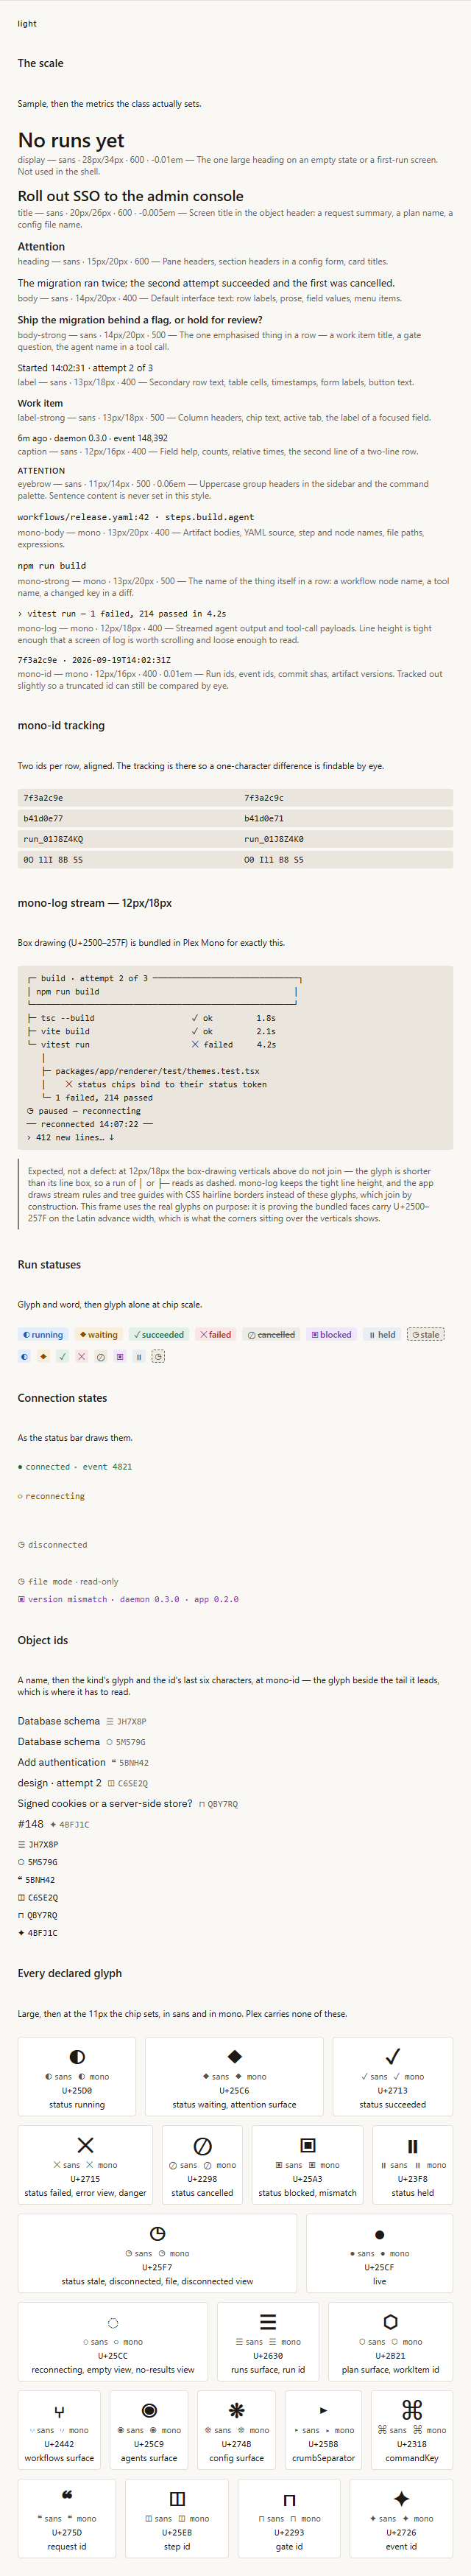 light
The scale
Sample, then the metrics the class actually sets.
No runs yet
display — sans · 28px/34px · 600 · -0.01em — The one large heading on an empty state or a first-run screen.
Not used in the shell.
Roll out SSO to the admin console
title — sans · 20px/26px · 600 · -0.005em — Screen title in the object header: a request summary, a plan name, a
config file name.
Attention
heading — sans · 15px/20px · 600 — Pane headers, section headers in a config form, card titles.
The migration ran twice; the second attempt succeeded and the first was cancelled.
body — sans · 14px/20px · 400 — Default interface text: row labels, prose, field values, menu items.
Ship the migration behind a flag, or hold for review?
body-strong — sans · 14px/20px · 500 — The one emphasised thing in a row — a work item title, a gate
question, the agent name in a tool call.
Started 14:02:31 · attempt 2 of 3
label — sans · 13px/18px · 400 — Secondary row text, table cells, timestamps, form labels, button text.
Work item
label-strong — sans · 13px/18px · 500 — Column headers, chip text, active tab, the label of a focused field.
6m ago · daemon 0.3.0 · event 148,392
caption — sans · 12px/16px · 400 — Field help, counts, relative times, the second line of a two-line row.
ATTENTION
eyebrow — sans · 11px/14px · 500 · 0.06em — Uppercase group headers in the sidebar and the command
palette. Sentence content is never set in this style.
workflows/release.yaml:42 · steps.build.agent
mono-body — mono · 13px/20px · 400 — Artifact bodies, YAML source, step and node names, file paths,
expressions.
npm run build
mono-strong — mono · 13px/20px · 500 — The name of the thing itself in a row: a workflow node name, a tool
name, a changed key in a diff.
› vitest run — 1 failed, 214 passed in 4.2s
mono-log — mono · 12px/18px · 400 — Streamed agent output and tool-call payloads. Line height is tight
enough that a screen of log is worth scrolling and loose enough to read.
7f3a2c9e · 2026-09-19T14:02:31Z
mono-id — mono · 12px/16px · 400 · 0.01em — Run ids, event ids, commit shas, artifact versions. Tracked out
slightly so a truncated id can still be compared by eye.
mono-id tracking
Two ids per row, aligned. The tracking is there so a one-character difference is findable by eye.
7f3a2c9e 7f3a2c9c
b41d0e77 b41d0e71
run_01J8Z4KQ run_01J8Z4K0
0O 1lI 8B 5S O0 Il1 B8 S5
mono-log stream — 12px/18px
Box drawing (U+2500–257F) is bundled in Plex Mono for exactly this.
┌─ build · attempt 2 of 3 ─────────────────────────────┐
│ npm run build │
└──────────────────────────────────────────────────────┘
├─ tsc --build ✓ ok 1.8s
├─ vite build ✓ ok 2.1s
└─ vitest run ✕ failed 4.2s
│
├─ packages/app/renderer/test/themes.test.tsx
│ ✕ status chips bind to their status token
└─ 1 failed, 214 passed
◷ paused — reconnecting
── reconnected 14:07:22 ──
› 412 new lines… ↓
Expected, not a defect: at 12px/18px the box-drawing verticals above do not join — the glyph is shorter
than its line box, so a run of │ or ├─ reads as dashed. mono-log keeps the tight line height, and the app
draws stream rules and tree guides with CSS hairline borders instead of these glyphs, which join by
construction. This frame uses the real glyphs on purpose: it is proving the bundled faces carry U+2500–
257F on the Latin advance width, which is what the corners sitting over the verticals shows.
Run statuses
Glyph and word, then glyph alone at chip scale.
◐ running ◆ waiting ✓ succeeded ✕ failed ⊘ cancelled ▣ blocked ⏸ held ◷ stale
◐ ◆ ✓ ✕ ⊘ ▣ ⏸ ◷
Connection states
As the status bar draws them.
● connected · event 4821
◌ reconnecting
◷ disconnected
◷ file mode · read-only
▣ version mismatch · daemon 0.3.0 · app 0.2.0
Object ids
A name, then the kind's glyph and the id's last six characters, at mono-id — the glyph beside the tail it leads,
which is where it has to read.
Database schema ☰ JH7X8P
Database schema ⬡ 5M579G
Add authentication ❝ 5BNH42
design · attempt 2 ◫ C6SE2Q
Signed cookies or a server-side store? ⊓ QBY7RQ
#148 ✦ 4BFJ1C
☰ JH7X8P
⬡ 5M579G
❝ 5BNH42
◫ C6SE2Q
⊓ QBY7RQ
✦ 4BFJ1C
Every declared glyph
Large, then at the 11px the chip sets, in sans and in mono. Plex carries none of these.
◐ ◆ ✓
◐ sans ◐ mono ◆ sans ◆ mono ✓ sans ✓ mono
U+25D0 U+25C6 U+2713
status running status waiting, attention surface status succeeded
✕ ⊘ ▣ ⏸
✕ sans ✕ mono ⊘ sans ⊘ mono ▣ sans ▣ mono ⏸ sans ⏸ mono
U+2715 U+2298 U+25A3 U+23F8
status failed, error view, danger status cancelled status blocked, mismatch status held
◷ ●
◷ sans ◷ mono ● sans ● mono
U+25F7 U+25CF
status stale, disconnected, file, disconnected view live
◌ ☰ ⬡
◌ sans ◌ mono ☰ sans ☰ mono ⬡ sans ⬡ mono
U+25CC U+2630 U+2B21
reconnecting, empty view, no-results view runs surface, run id plan surface, workItem id
⑂ ◉ ❋ ▸ ⌘
⑂ sans ⑂ mono ◉ sans ◉ mono ❋ sans ❋ mono ▸ sans ▸ mono ⌘ sans ⌘ mono
U+2442 U+25C9 U+274B U+25B8 U+2318
workflows surface agents surface config surface crumbSeparator commandKey
❝ ◫ ⊓ ✦
❝ sans ❝ mono ◫ sans ◫ mono ⊓ sans ⊓ mono ✦ sans ✦ mono
U+275D U+25EB U+2293 U+2726
request id step id gate id event id